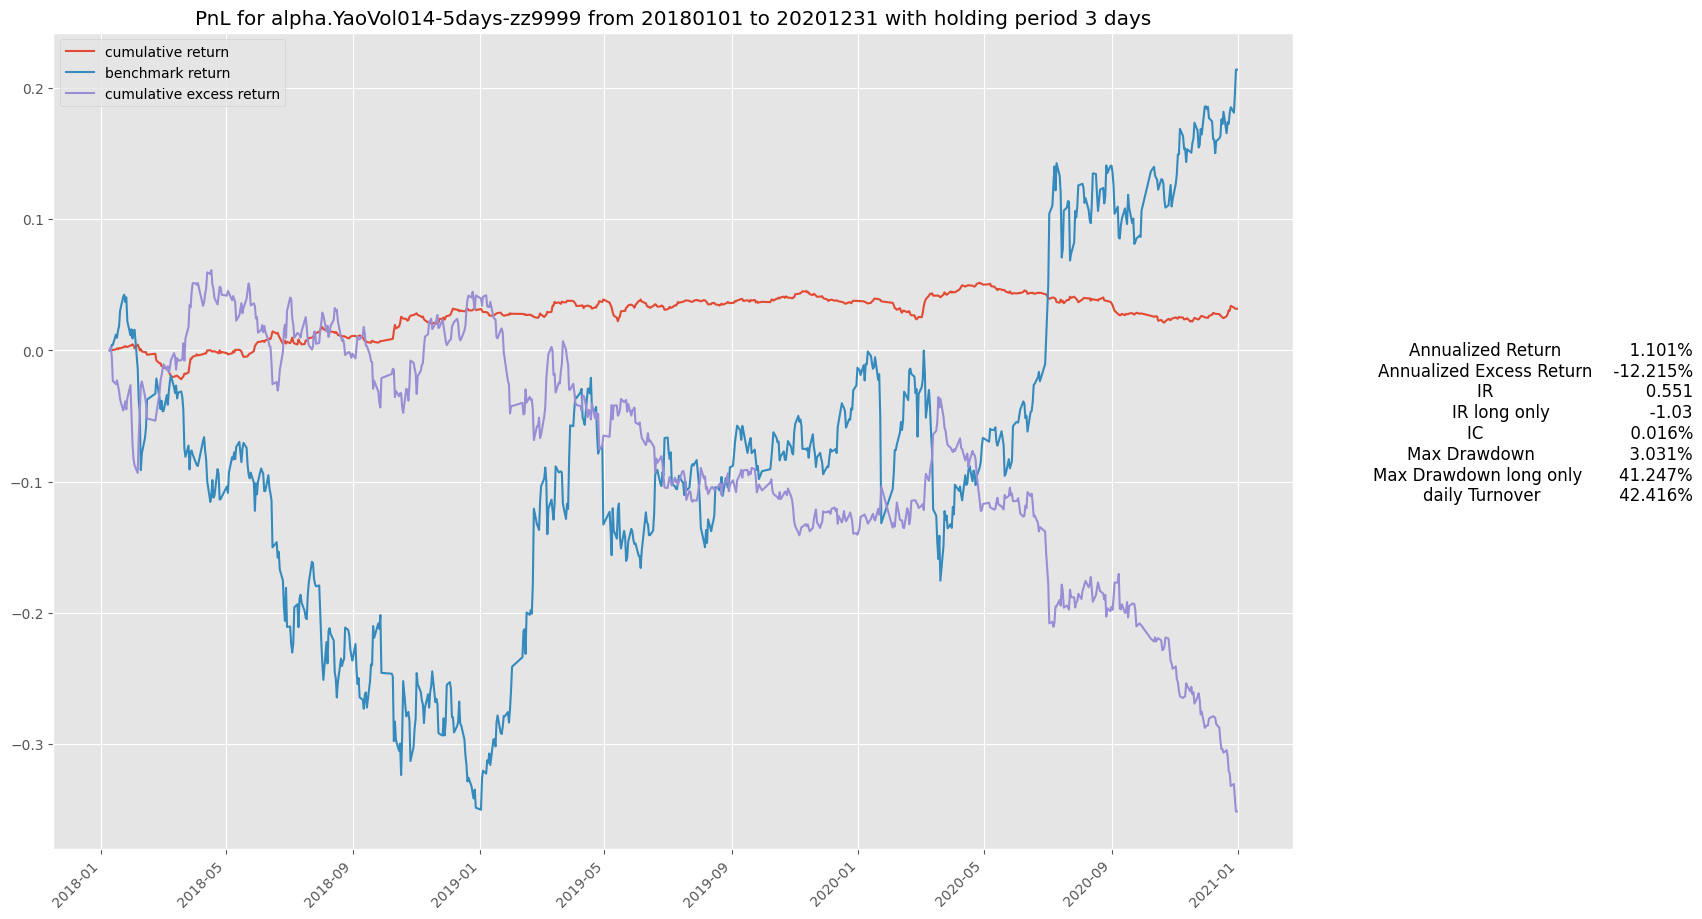 PnL for alpha.YaoVol014-5days-zz9999 from 20180101 to 20201231 with holding period 3 days
cumulative return
benchmark return
cumulative excess return
0.2
0.1
0.0
−0.1
−0.2
−0.3
2018-01
2018-05
2018-09
2019-01
2019-05
2019-09
2020-01
2020-05
2020-09
2021-01
Annualized Return 1.101%
Annualized Excess Return -12.215%
IR 0.551
IR long only -1.03
IC 0.016%
Max Drawdown 3.031%
Max Drawdown long only 41.247%
daily Turnover 42.416%